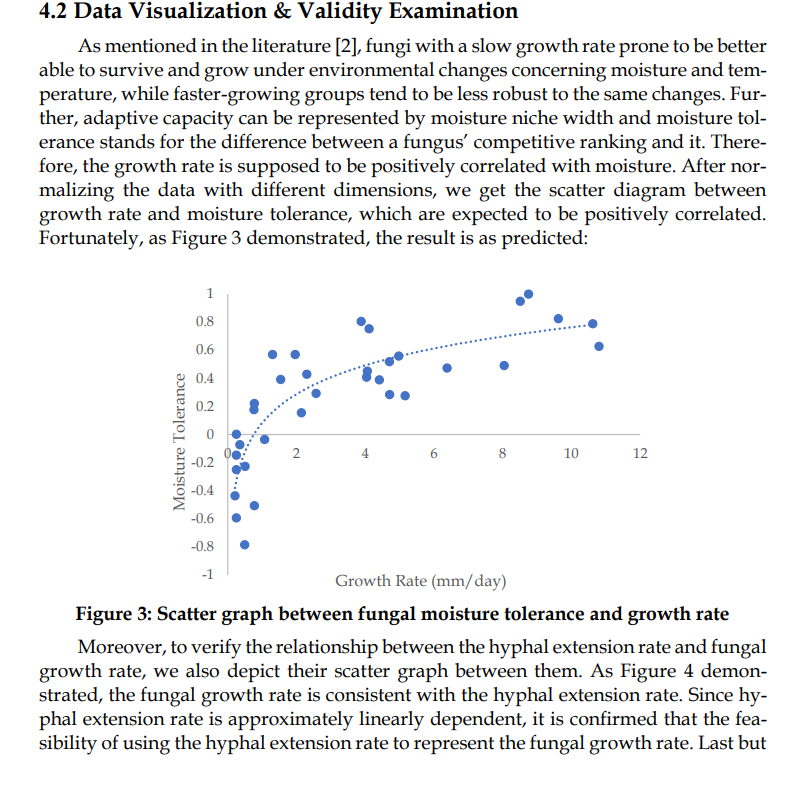 4.2 Data Visualization & Validity Examination
As mentioned in the literature [2], fungi with a slow growth rate prone to be better
able to survive and grow under environmental changes concerning moisture and tem-
perature, while faster-growing groups tend to be less robust to the same changes. Fur-
ther, adaptive capacity can be represented by moisture niche width and moisture tol-
erance stands for the difference between a fungus' competitive ranking and it. There-
fore, the growth rate is supposed to be positively correlated with moisture. After nor-
malizing the data with different dimensions, we get the scatter diagram between
growth rate and moisture tolerance, which are expected to be positively correlated.
Fortunately, as Figure 3 demonstrated, the result is as predicted:
1
0.8
0.6
0.4
0.2
0
-0.2
-0.4
-0.6
-0.8
-1
Moisture Tolerance
0 2 4 6 8 10 12
Growth Rate (mm/day)
Figure 3: Scatter graph between fungal moisture tolerance and growth rate
Moreover, to verify the relationship between the hyphal extension rate and fungal
growth rate, we also depict their scatter graph between them. As Figure 4 demon-
strated, the fungal growth rate is consistent with the hyphal extension rate. Since hy-
phal extension rate is approximately linearly dependent, it is confirmed that the fea-
sibility of using the hyphal extension rate to represent the fungal growth rate. Last but